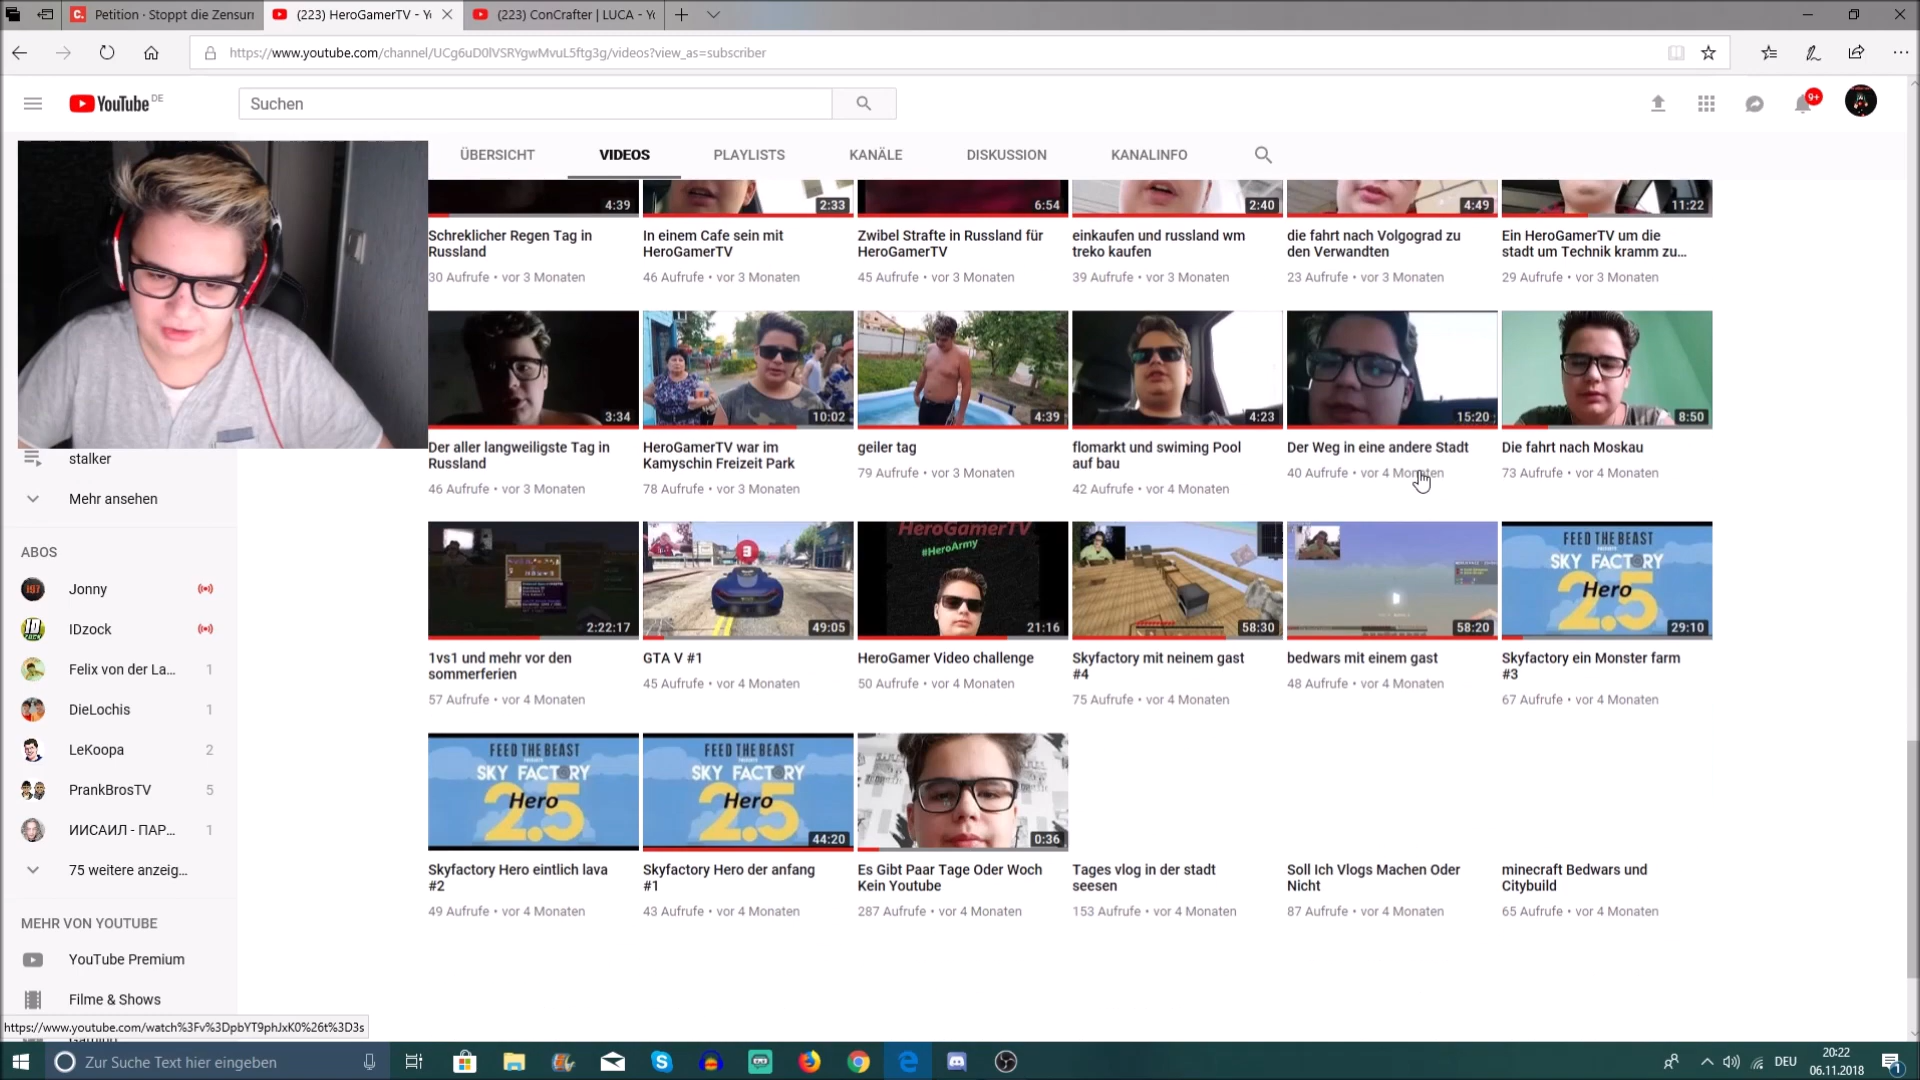 Petition · Stoppt die Zensur
(223) HeroGamerTV - Y
(223) ConCrafter | LUCA - Yo
https://www.youtube.com/channel/UCg6uD0lVSRYgwMvuL5ftg3g/videos?view_as=subscriber
YouTube DE
Suchen
9+
ÜBERSICHT
VIDEOS
PLAYLISTS
KANÄLE
DISKUSSION
KANALINFO
4:39
2:33
6:54
2:40
4:49
11:22
Schreklicher Regen Tag in
Russland
30 Aufrufe • vor 3 Monaten
In einem Cafe sein mit
HeroGamerTV
46 Aufrufe • vor 3 Monaten
Zwibel Strafte in Russland für
HeroGamerTV
45 Aufrufe • vor 3 Monaten
einkaufen und russland wm
treko kaufen
39 Aufrufe • vor 3 Monaten
die fahrt nach Volgograd zu
den Verwandten
23 Aufrufe • vor 3 Monaten
Ein HeroGamerTV um die
stadt um Technik kramm zu...
29 Aufrufe • vor 3 Monaten
3:34
10:02
4:39
4:23
15:20
8:50
Der aller langweiligste Tag in
Russland
46 Aufrufe • vor 3 Monaten
HeroGamerTV war im
Kamyschin Freizeit Park
78 Aufrufe • vor 3 Monaten
geiler tag
79 Aufrufe • vor 3 Monaten
flomarkt und swiming Pool
auf bau
42 Aufrufe • vor 4 Monaten
Der Weg in eine andere Stadt
40 Aufrufe • vor 4 Monaten
Die fahrt nach Moskau
73 Aufrufe • vor 4 Monaten
2:22:17
3
49:05
HeroGamerTV
#HeroArmy
21:16
58:30
58:20
FEED THE BEAST
SKY FACTORY
2.5
Hero
29:10
1vs1 und mehr vor den
sommerferien
57 Aufrufe • vor 4 Monaten
GTA V #1
45 Aufrufe • vor 4 Monaten
HeroGamer Video challenge
50 Aufrufe • vor 4 Monaten
Skyfactory mit neinem gast
#4
75 Aufrufe • vor 4 Monaten
bedwars mit einem gast
48 Aufrufe • vor 4 Monaten
Skyfactory ein Monster farm
#3
67 Aufrufe • vor 4 Monaten
FEED THE BEAST
SKY FACTORY
2.5
Hero
FEED THE BEAST
SKY FACTORY
2.5
Hero
44:20
0:36
Skyfactory Hero eintlich lava
#2
49 Aufrufe • vor 4 Monaten
Skyfactory Hero der anfang
#1
43 Aufrufe • vor 4 Monaten
Es Gibt Paar Tage Oder Woch
Kein Youtube
287 Aufrufe • vor 4 Monaten
Tages vlog in der stadt
seesen
153 Aufrufe • vor 4 Monaten
Soll Ich Vlogs Machen Oder
Nicht
87 Aufrufe • vor 4 Monaten
minecraft Bedwars und
Citybuild
65 Aufrufe • vor 4 Monaten
stalker
Mehr ansehen
ABOS
Jonny
IDzock
Felix von der La... 1
DieLochis 1
LeKoopa 2
PrankBrosTV 5
ИИСАИЛ - ПАР... 1
75 weitere anzeig...
MEHR VON YOUTUBE
YouTube Premium
Filme & Shows
https://www.youtube.com/watch%3Fv%3DpbYT9phJxK0%26t%3D3s
Gaming
Zur Suche Text hier eingeben
DEU
20:22
06.11.2018
1